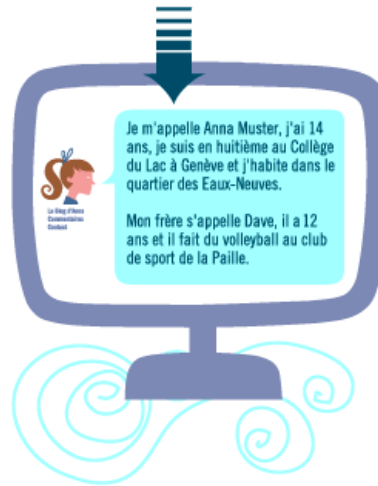 Je m'appelle Anna Muster, j'ai 14
ans, je suis en huitième au Collège
du Lac à Genève et j'habite dans le
quartier des Eaux-Neuves.
Mon frère s'appelle Dave, il a 12
ans et il fait du volleyball au club
de sport de la Paille.
Le Blog d'Anna
Commentaires
Contact